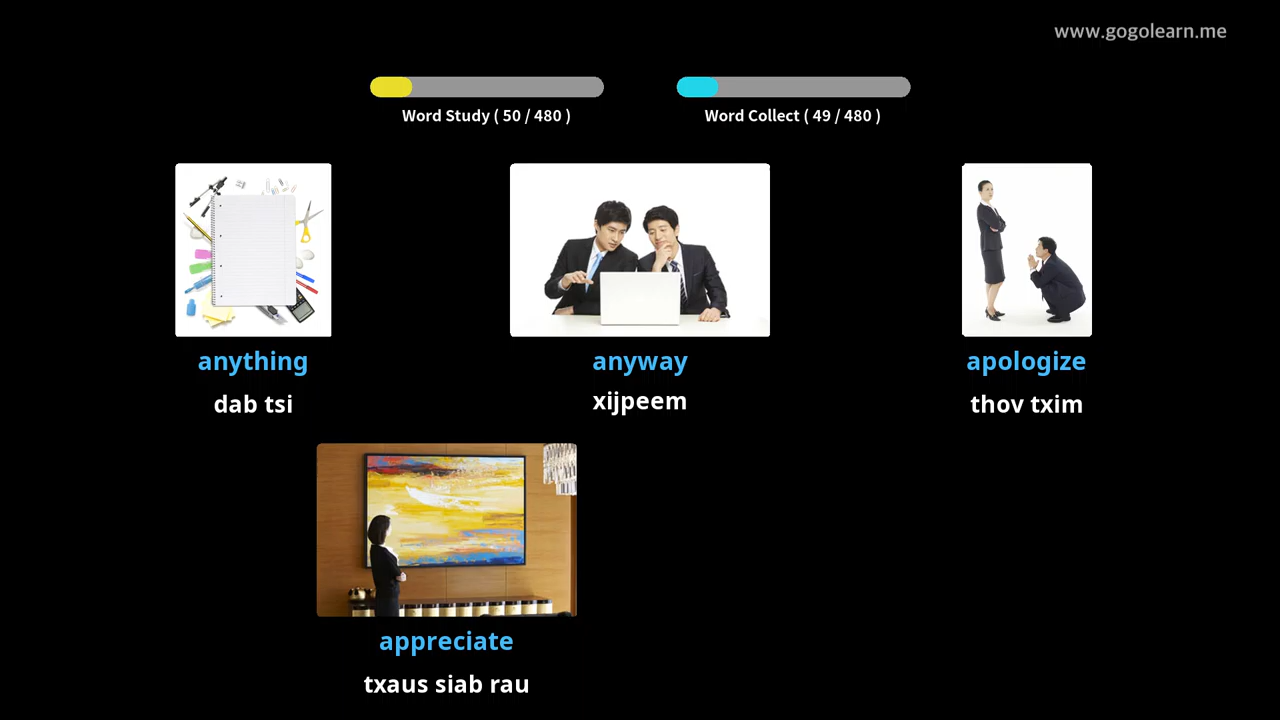 www.gogolearn.me
Word Study ( 50 / 480 )
Word Collect ( 49 / 480 )
anything
dab tsi
anyway
xijpeem
apologize
thov txim
appreciate
txaus siab rau